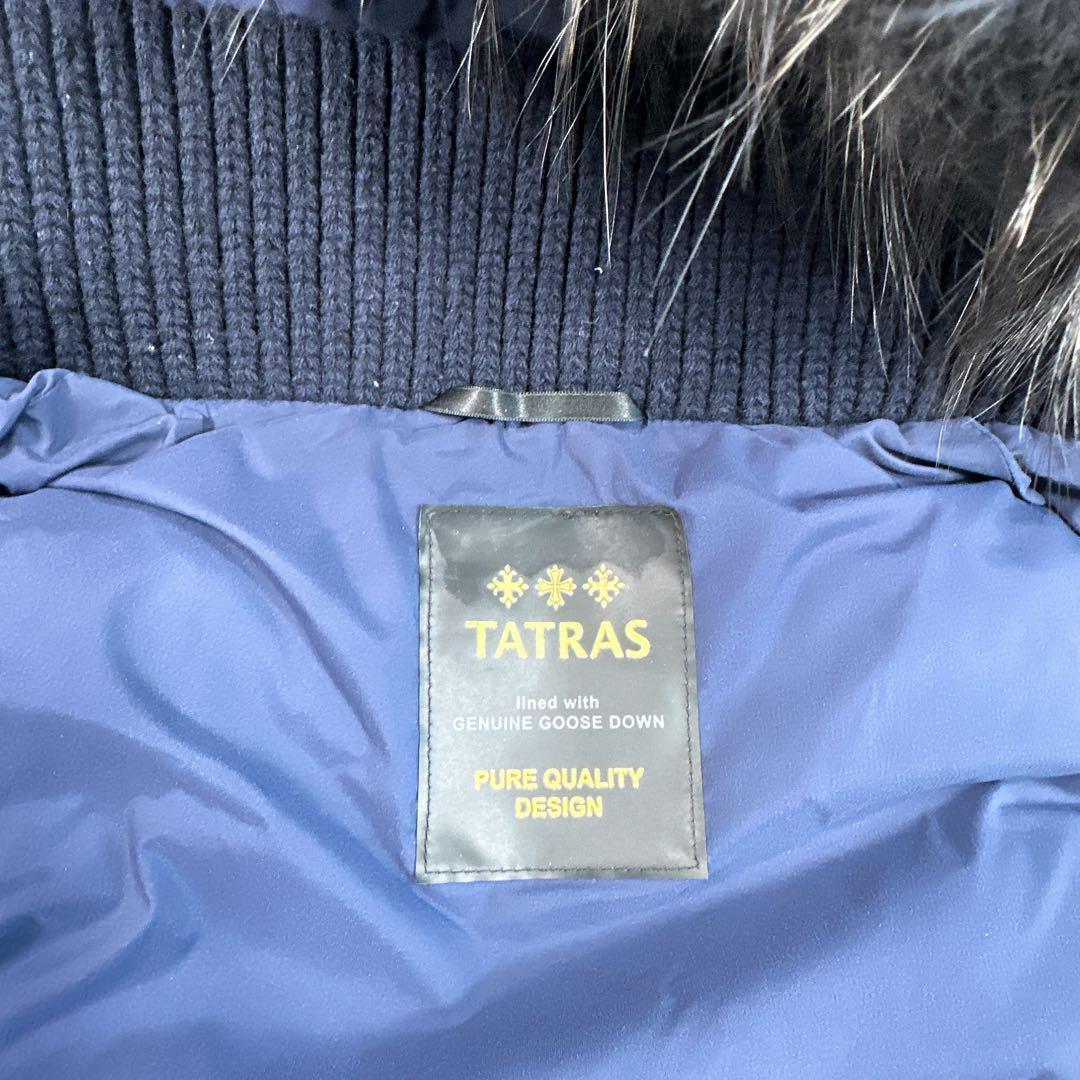 TATRAS
lined with
GENUINE GOOSE DOWN
PURE QUALITY
DESIGN